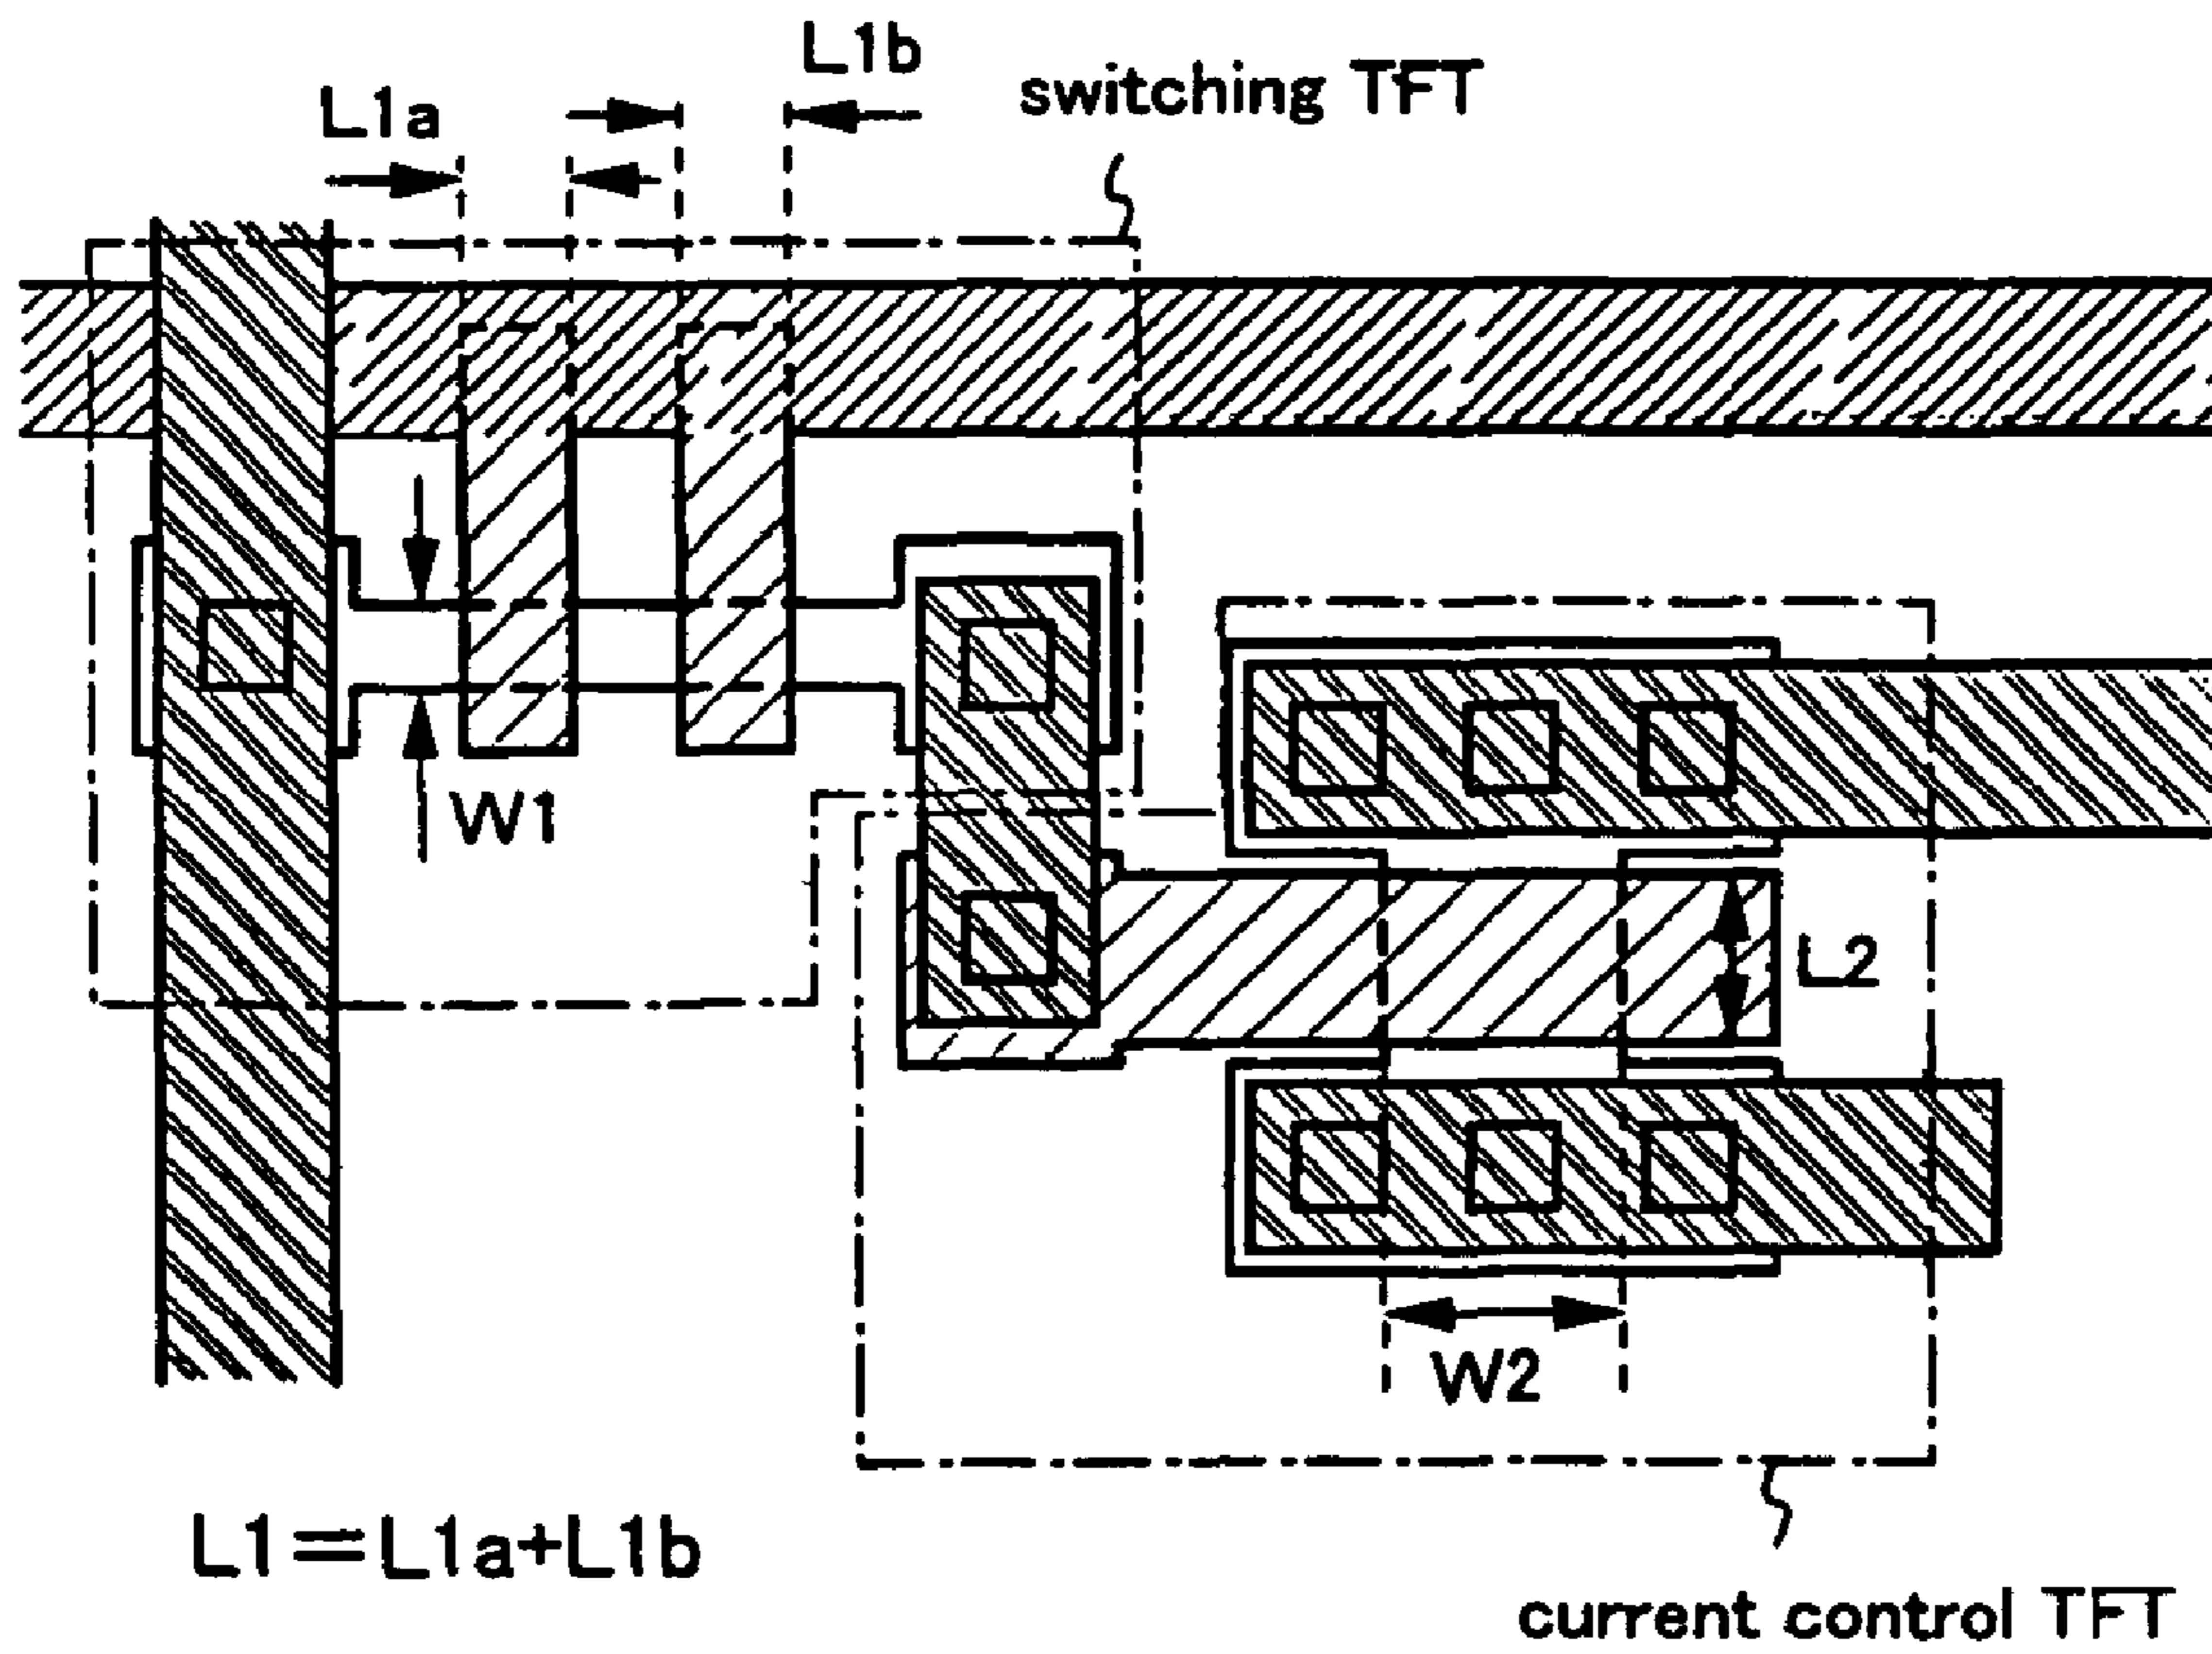 L1b
switching TFT
L1a
W1
L2
W2
L1=L1a+L1b
current control TFT